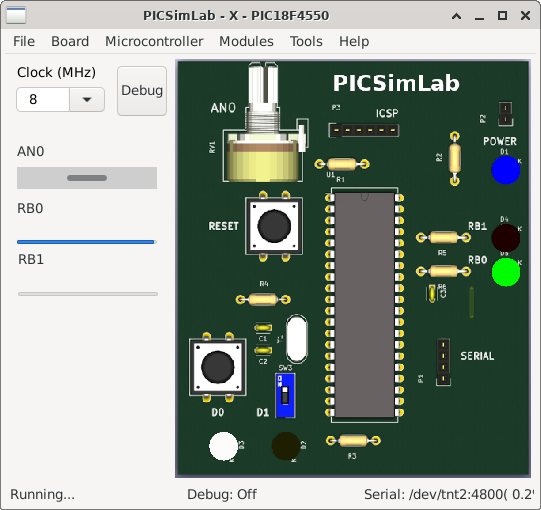 PICSimLab - X - PIC18F4550
File Board Microcontroller Modules Tools Help
Clock (MHz)
8
Debug
AN0
RB0
RB1
PICSimLab
AN0
P3
ICSP
P2
RV1
POWER
D1
K
R2
U1
R1
RESET
RB1
D4
K
R5
RB0
K
R6
C3
R4
C1
C2
SW3
SERIAL
P1
D0
D1
D3
K
D2
K
R3
Running...
Debug: Off
Serial: /dev/tnt2:4800( 0.2